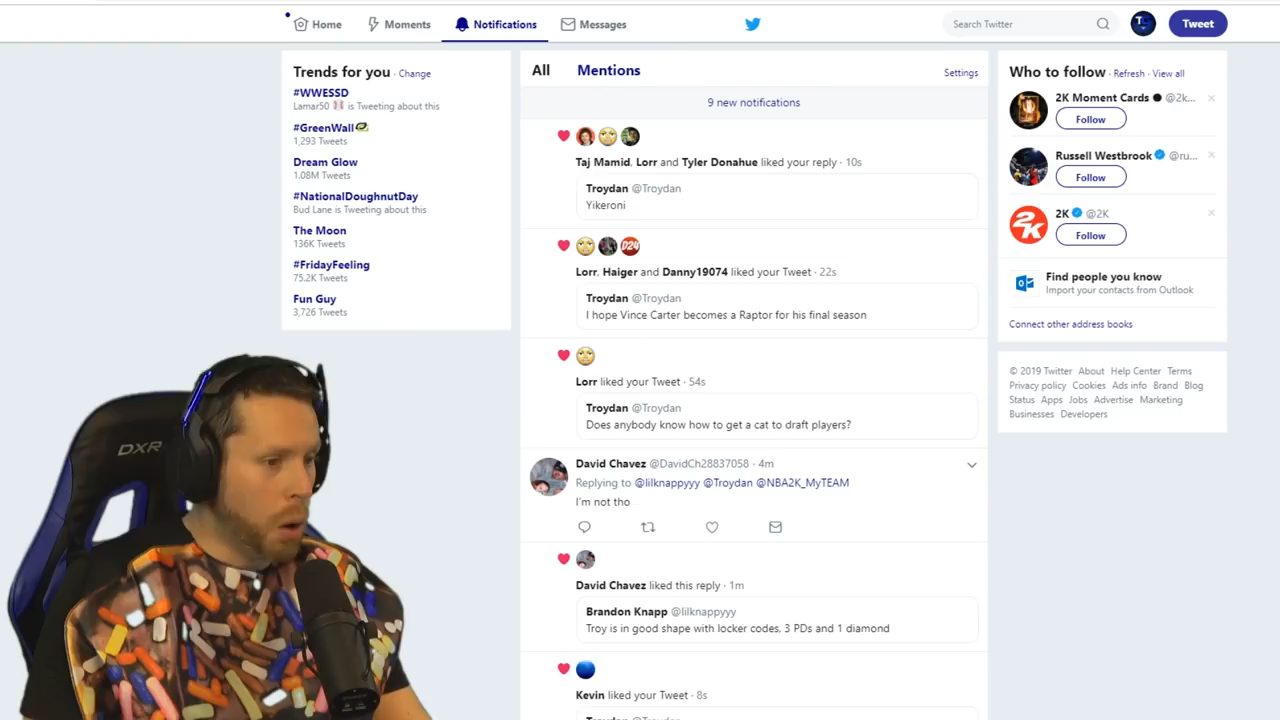 Home
Moments
Notifications
Messages
Search Twitter
Tweet
Trends for you · Change
#WWESSD
Lamar50 is Tweeting about this
#GreenWall
1,293 Tweets
Dream Glow
1.08M Tweets
#NationalDoughnutDay
Bud Lane is Tweeting about this
The Moon
136K Tweets
#FridayFeeling
75.2K Tweets
Fun Guy
3,726 Tweets
DXR
All
Mentions
Settings
9 new notifications
Taj Mamid, Lorr and Tyler Donahue liked your reply · 10s
Troydan @Troydan
Yikeroni
D24
Lorr, Haiger and Danny19074 liked your Tweet · 22s
Troydan @Troydan
I hope Vince Carter becomes a Raptor for his final season
Lorr liked your Tweet · 54s
Troydan @Troydan
Does anybody know how to get a cat to draft players?
David Chavez @DavidCh28837058 · 4m
Replying to @lilknappyyy @Troydan @NBA2K_MyTEAM
I'm not tho
David Chavez liked this reply · 1m
Brandon Knapp @lilknappyyy
Troy is in good shape with locker codes, 3 PDs and 1 diamond
Kevin liked your Tweet · 8s
Troydan @Troydan
Who to follow · Refresh · View all
2K Moment Cards @2k...
Follow
Russell Westbrook @ru...
Follow
2K
2K @2K
Follow
Find people you know
Import your contacts from Outlook
Connect other address books
© 2019 Twitter About Help Center Terms
Privacy policy Cookies Ads info Brand Blog
Status Apps Jobs Advertise Marketing
Businesses Developers